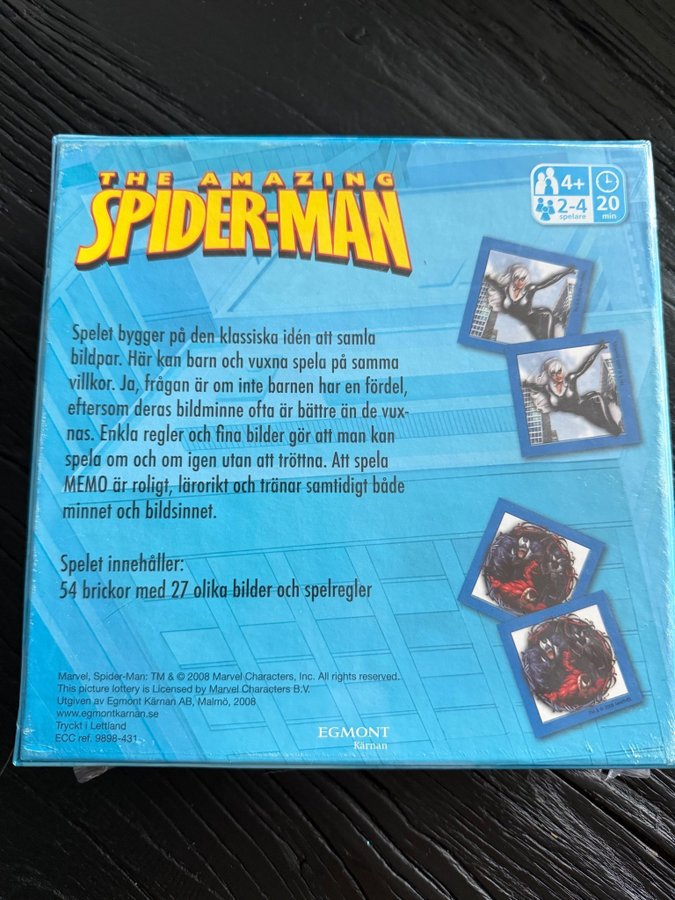 THE AMAZING
SPIDER-MAN
4+
2-4
spelare
20
min
Spelet bygger på den klassiska idén att samla
bildpar. Här kan barn och vuxna spela på samma
villkor. Ja, frågan är om inte barnen har en fördel,
eftersom deras bildminne ofta är bättre än de vux-
nas. Enkla regler och fina bilder gör att man kan
spela om och om igen utan att tröttna. Att spela
MEMO är roligt, lärorikt och tränar samtidigt både
minnet och bildsinnet.
Spelet innehåller:
54 brickor med 27 olika bilder och spelregler
Marvel, Spider-Man: TM & © 2008 Marvel Characters, Inc. All rights reserved.
This picture lottery is Licensed by Marvel Characters B.V.
Utgiven av Egmont Kärnan AB, Malmö, 2008
www.egmontkarnan.se
Tryckt i Lettland
ECC ref. 9898-431
EGMONT
Kärnan